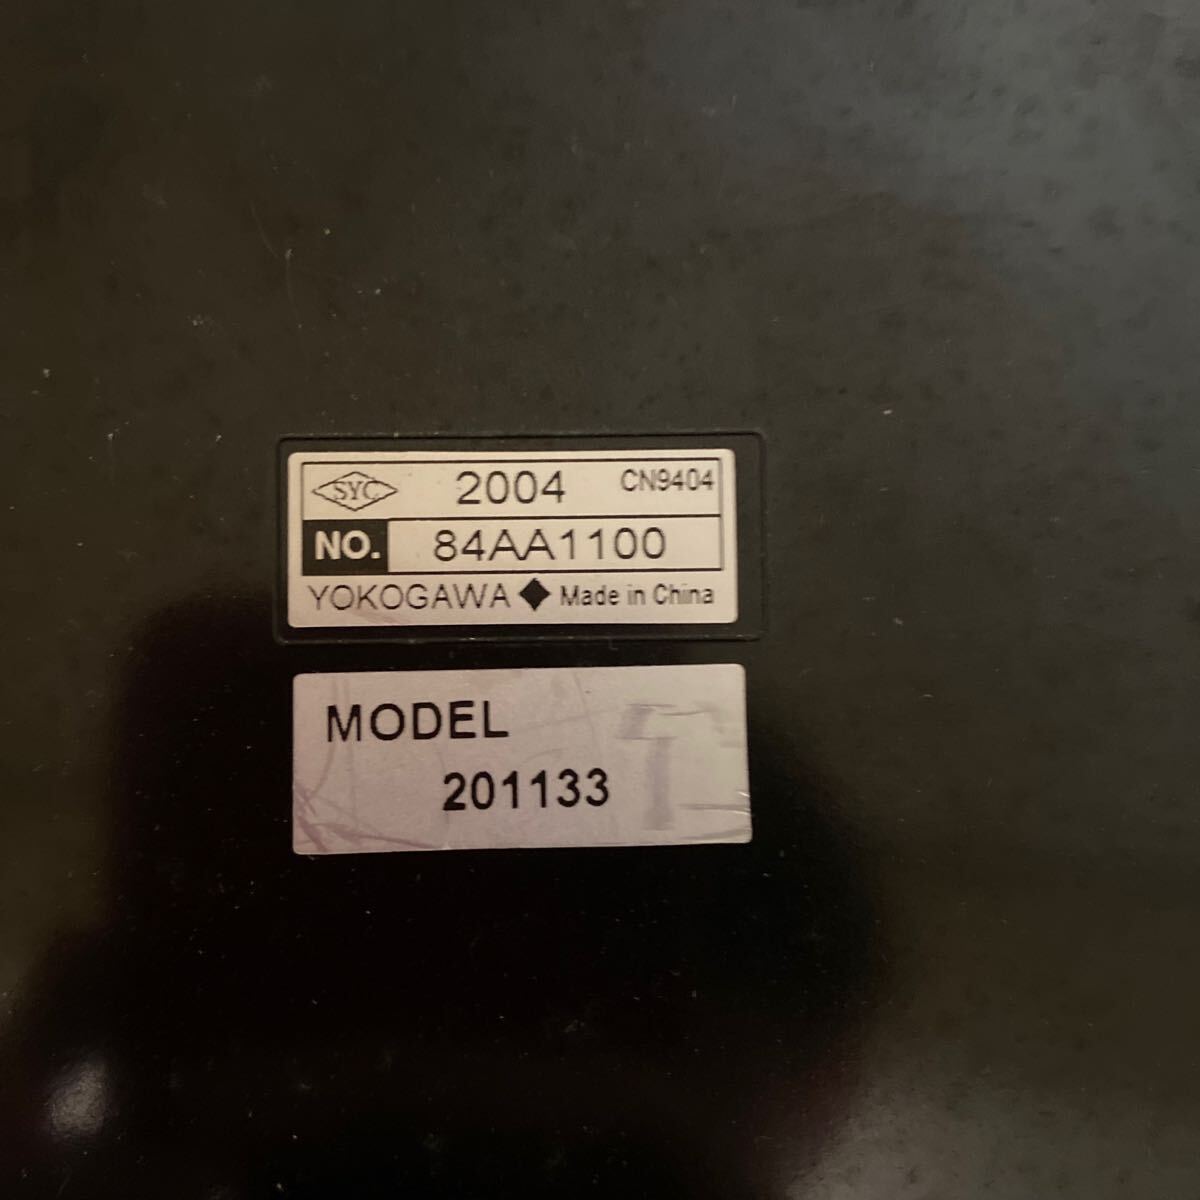 SYC 2004 CN9404
NO. 84AA1100
YOKOGAWA ◆ Made in China
MODEL
201133